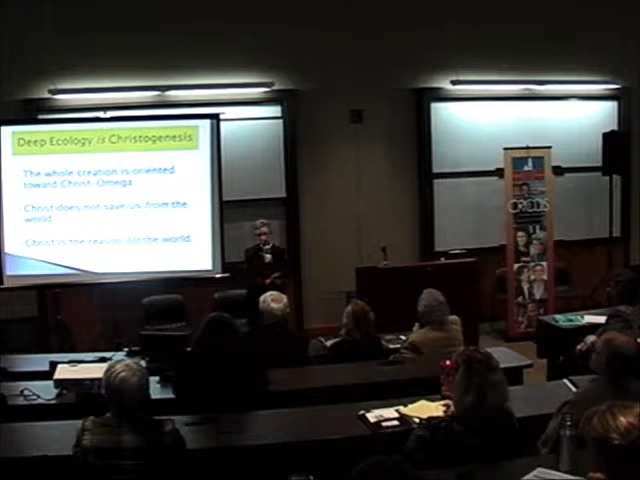 Deep Ecology is Christogenesis
The whole creation is oriented
toward Christ-Omega
Christ does not save us from the
world
Christ is the reason for the world